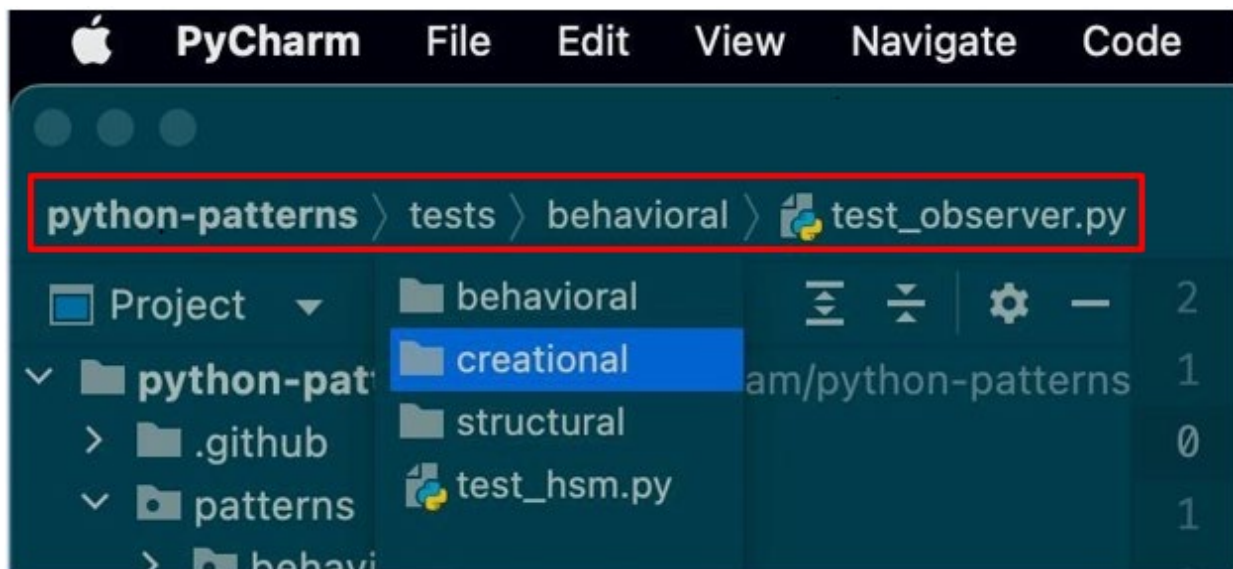 PyCharm File Edit View Navigate Code
python-patterns tests behavioral test_observer.py
Project behavioral 2
python-pat creational am/python-patterns 1
.github structural 0
patterns test_hsm.py 1
behavi